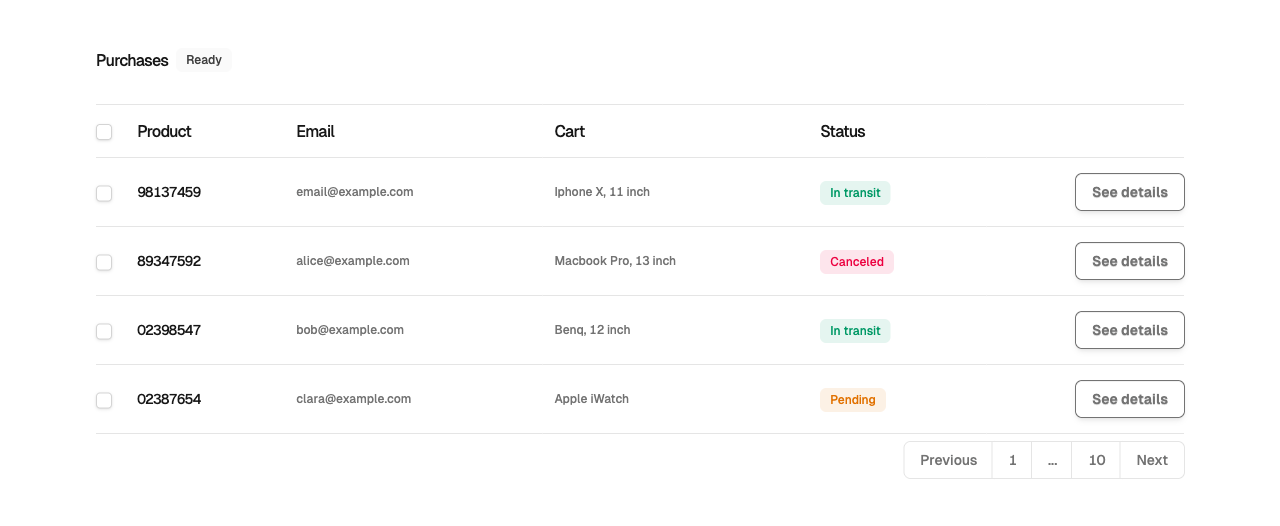 Purchases Ready
Product Email Cart Status
98137459 email@example.com Iphone X, 11 inch In transit See details
89347592 alice@example.com Macbook Pro, 13 inch Canceled See details
02398547 bob@example.com Benq, 12 inch In transit See details
02387654 clara@example.com Apple iWatch Pending See details
Previous 1 ... 10 Next